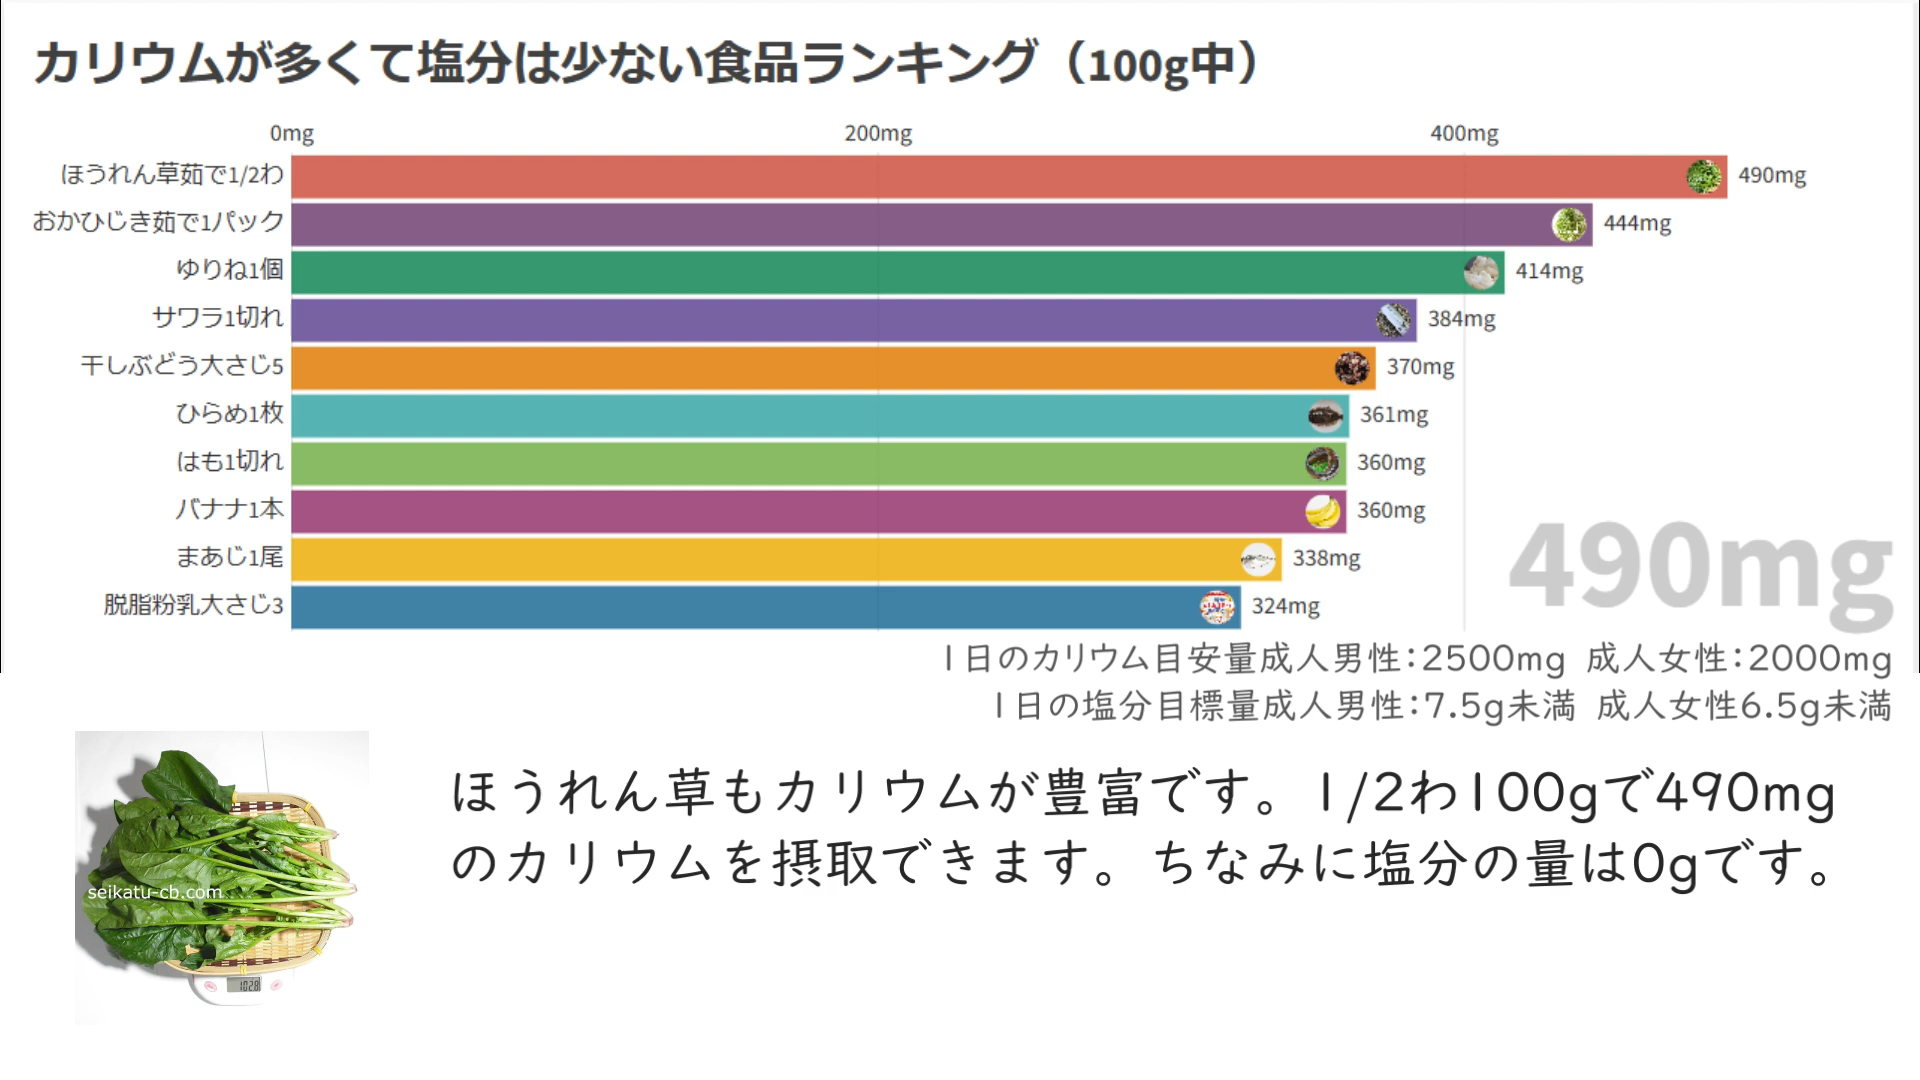 カリウムが多くて塩分は少ない食品ランキング（100g中）
0mg 200mg 400mg
ほうれん草茹で1/2わ 490mg
おかひじき茹で1パック 444mg
ゆりね1個 414mg
サワラ1切れ 384mg
干しぶどう大さじ5 370mg
ひらめ1枚 361mg
はも1切れ 360mg
バナナ1本 360mg
まあじ1尾 338mg
脱脂粉乳大さじ3 324mg
490mg
1日のカリウム目安量成人男性：2500mg 成人女性：2000mg
1日の塩分目標量成人男性：7.5g未満 成人女性6.5g未満
ほうれん草もカリウムが豊富です。1/2わ100gで490mg
のカリウムを摂取できます。ちなみに塩分の量は0gです。
seikatu-cb.com